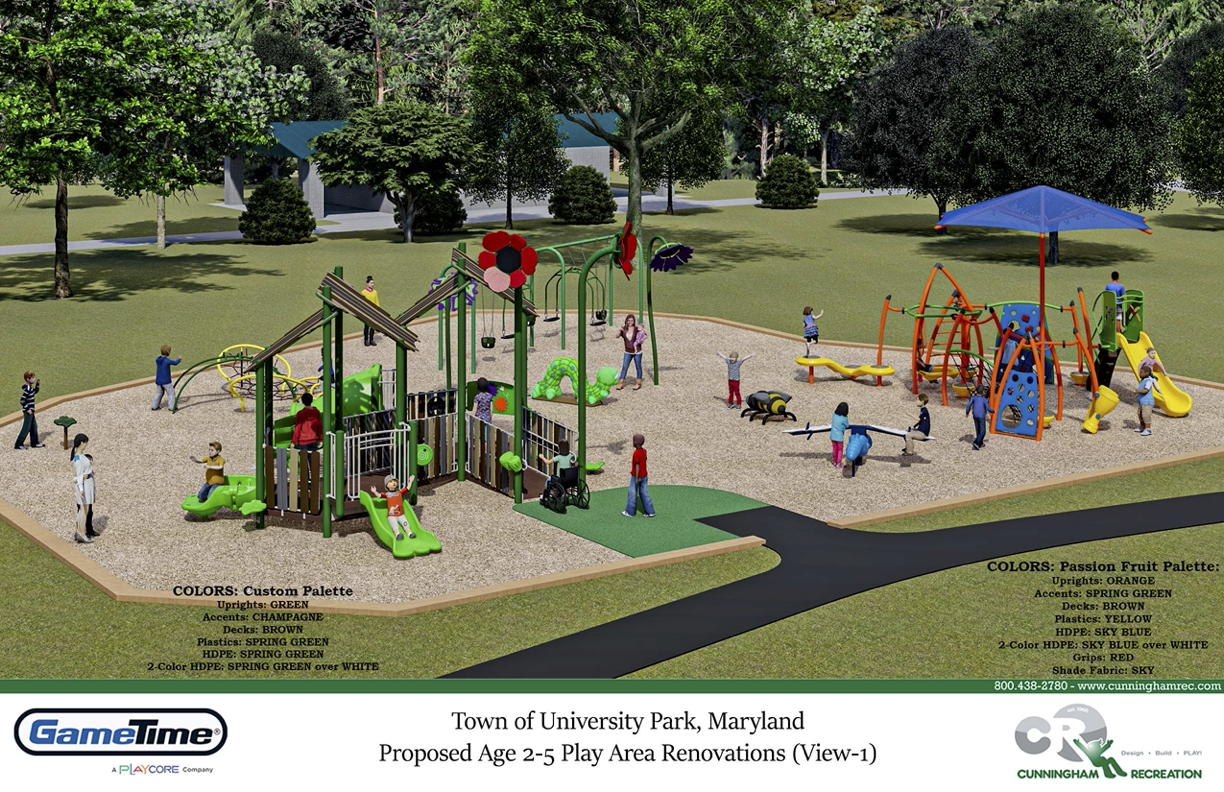 COLORS: Custom Palette
Uprights: GREEN
Accents: CHAMPAGNE
Decks: BROWN
Plastics: SPRING GREEN
HDPE: SPRING GREEN
2-Color HDPE: SPRING GREEN over WHITE
COLORS: Passion Fruit Palette:
Uprights: ORANGE
Accents: SPRING GREEN
Decks: BROWN
Plastics: YELLOW
HDPE: SKY BLUE
2-Color HDPE: SKY BLUE over WHITE
Grips: RED
Shade Fabric: SKY
800.438-2780 - www.cunninghamrec.com
GameTime®
A PLAYCORE Company
Town of University Park, Maryland
Proposed Age 2-5 Play Area Renovations (View-1)
CR
Design • Build • PLAY!
CUNNINGHAM RECREATION